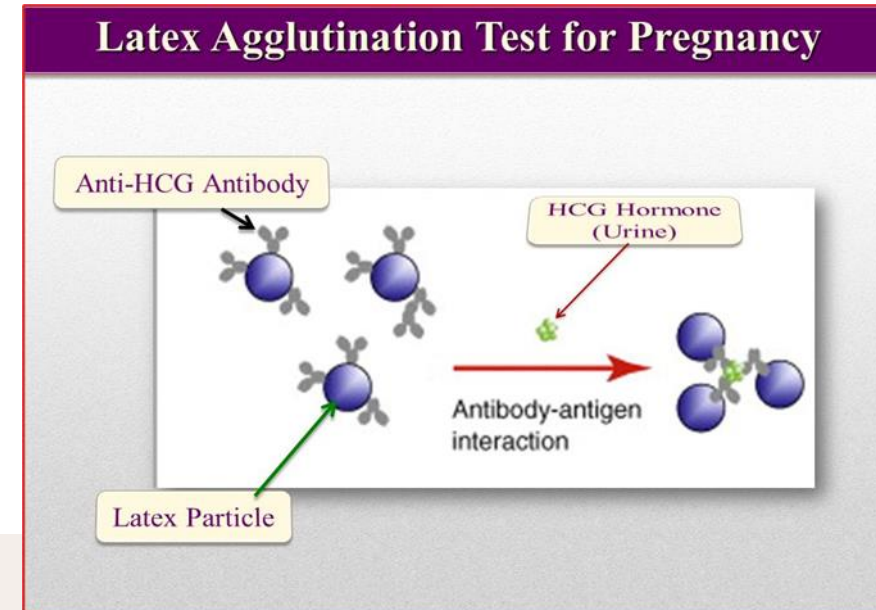 Latex Agglutination Test for Pregnancy
Anti-HCG Antibody
HCG Hormone
(Urine)
Antibody-antigen
interaction
Latex Particle